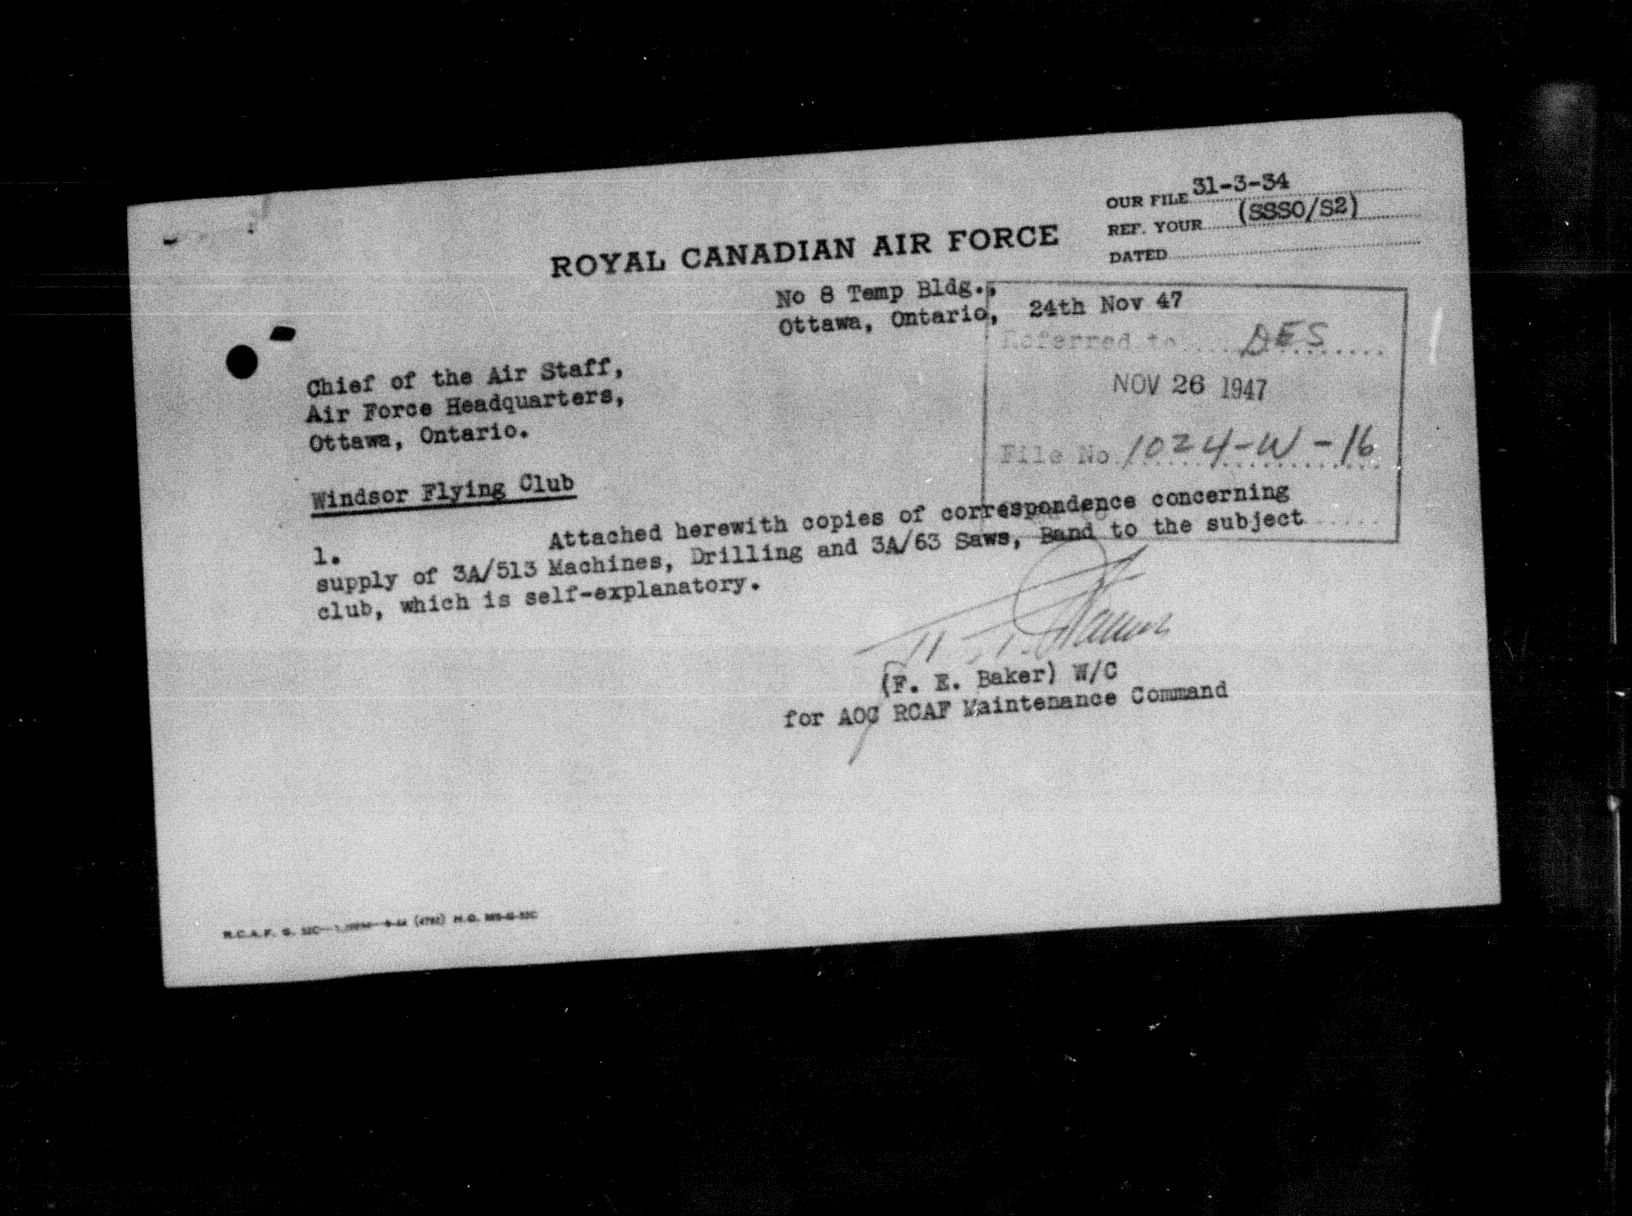 OUR FILE 31-3-34
REF. YOUR (SSSO/S2)
DATED
ROYAL CANADIAN AIR FORCE
No 8 Temp Bldg.,
Ottawa, Ontario, 24th Nov 47
Referred to DES
NOV 26 1947
File No 1024-W-16
Chief of the Air Staff,
Air Force Headquarters,
Ottawa, Ontario.
Windsor Flying Club
1. Attached herewith copies of correspondence concerning
supply of 3A/513 Machines, Drilling and 3A/63 Saws, Band to the subject
club, which is self-explanatory.
(F. E. Baker) W/C
for AOC RCAF Maintenance Command
R.C.A.F. G. 32C